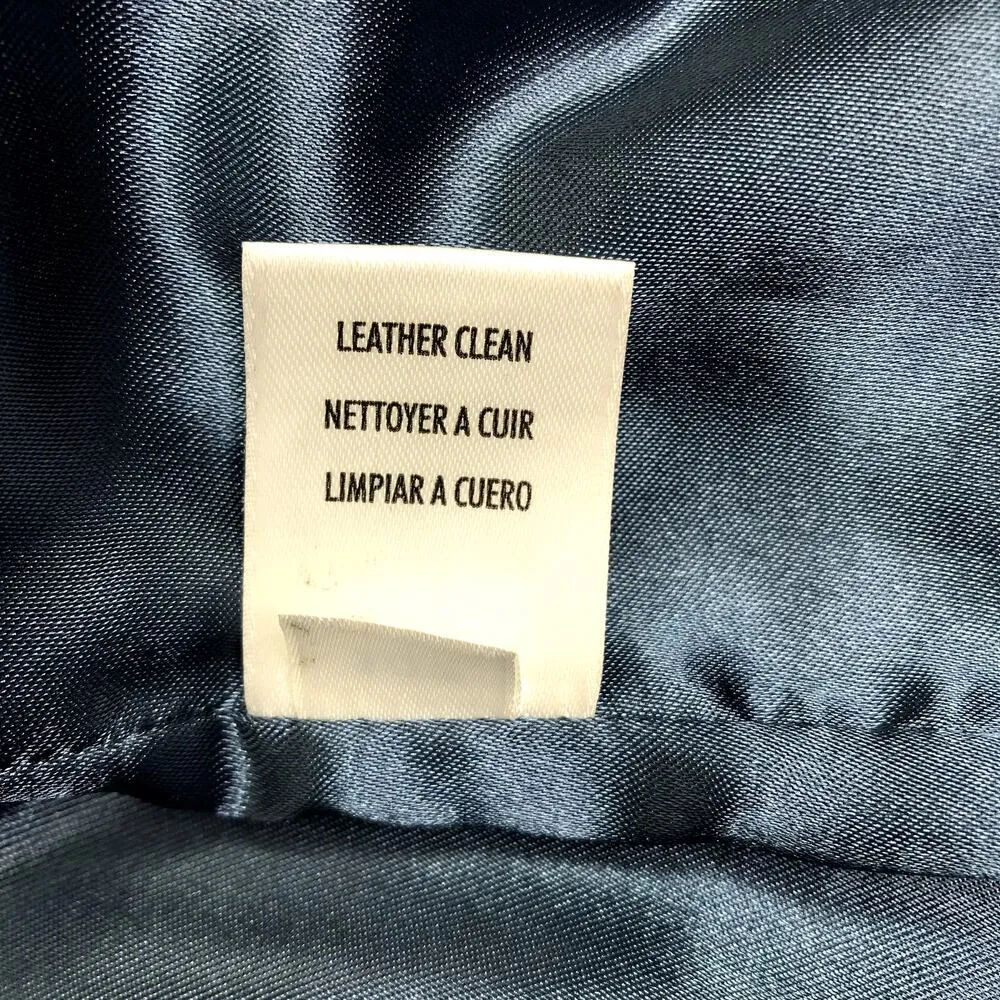 LEATHER CLEAN
NETTOYER A CUIR
LIMPIAR A CUERO